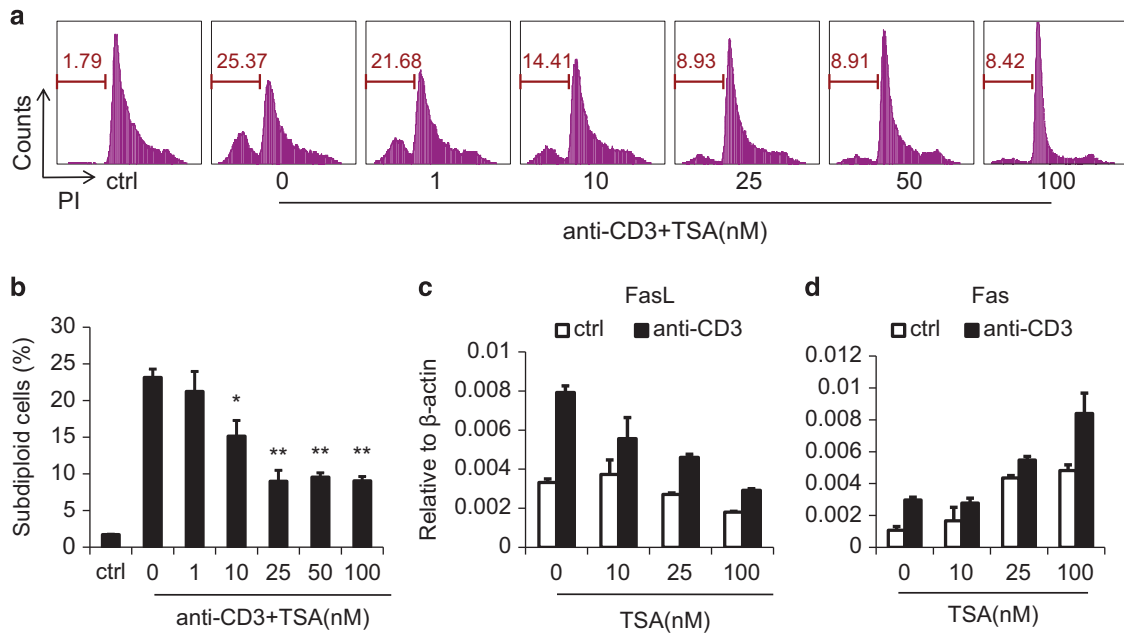 a
1.79 25.37 21.68 14.41 8.93 8.91 8.42
Counts
PI
ctrl 0 1 10 25 50 100
anti-CD3+TSA(nM)
b
Subdiploid cells (%)
30
25
20
15
10
5
0
* ** ** **
ctrl 0 1 10 25 50 100
anti-CD3+TSA(nM)
c
FasL
ctrl anti-CD3
Relative to β-actin
0.01
0.008
0.006
0.004
0.002
0
0 10 25 100
TSA(nM)
d
Fas
ctrl anti-CD3
0.012
0.01
0.008
0.006
0.004
0.002
0
0 10 25 100
TSA(nM)